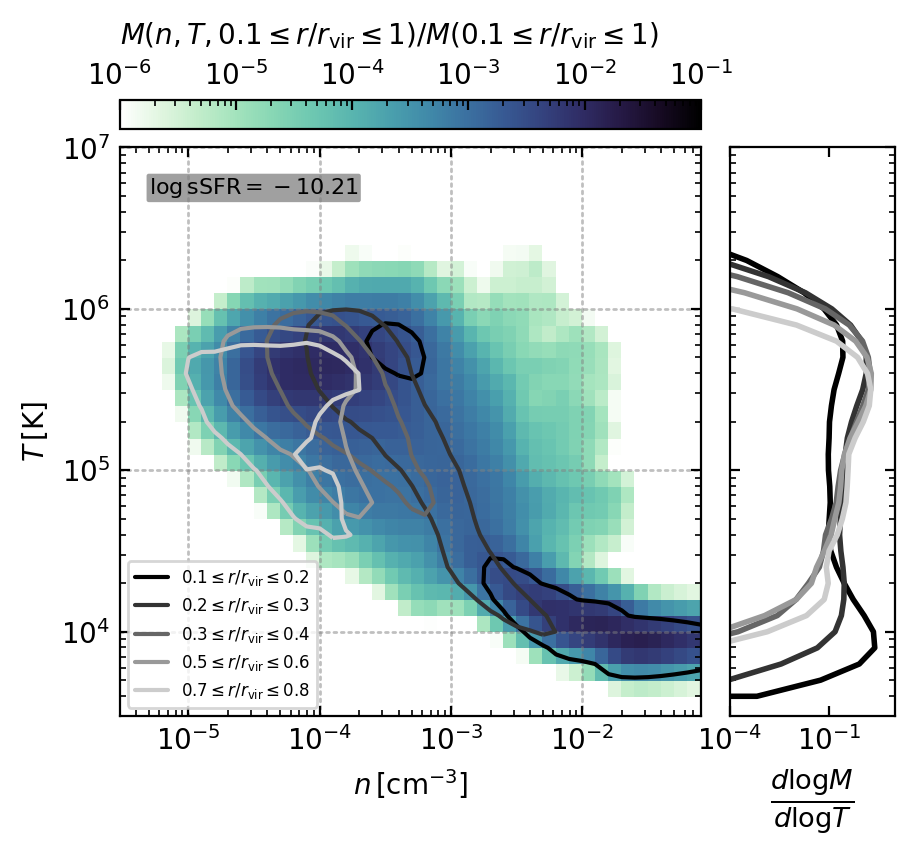 M(n, T, 0.1 ≤ r/r_vir ≤ 1)/M(0.1 ≤ r/r_vir ≤ 1)
10^−6 10^−5 10^−4 10^−3 10^−2 10^−1
10^7
log sSFR = − 10.21
10^6
T [K]
10^5
0.1 ≤ r/r_vir ≤ 0.2
0.2 ≤ r/r_vir ≤ 0.3
0.3 ≤ r/r_vir ≤ 0.4
0.5 ≤ r/r_vir ≤ 0.6
0.7 ≤ r/r_vir ≤ 0.8
10^4
10^−5 10^−4 10^−3 10^−2 10^−4 10^−1
n [cm^−3]
dlogM
dlogT